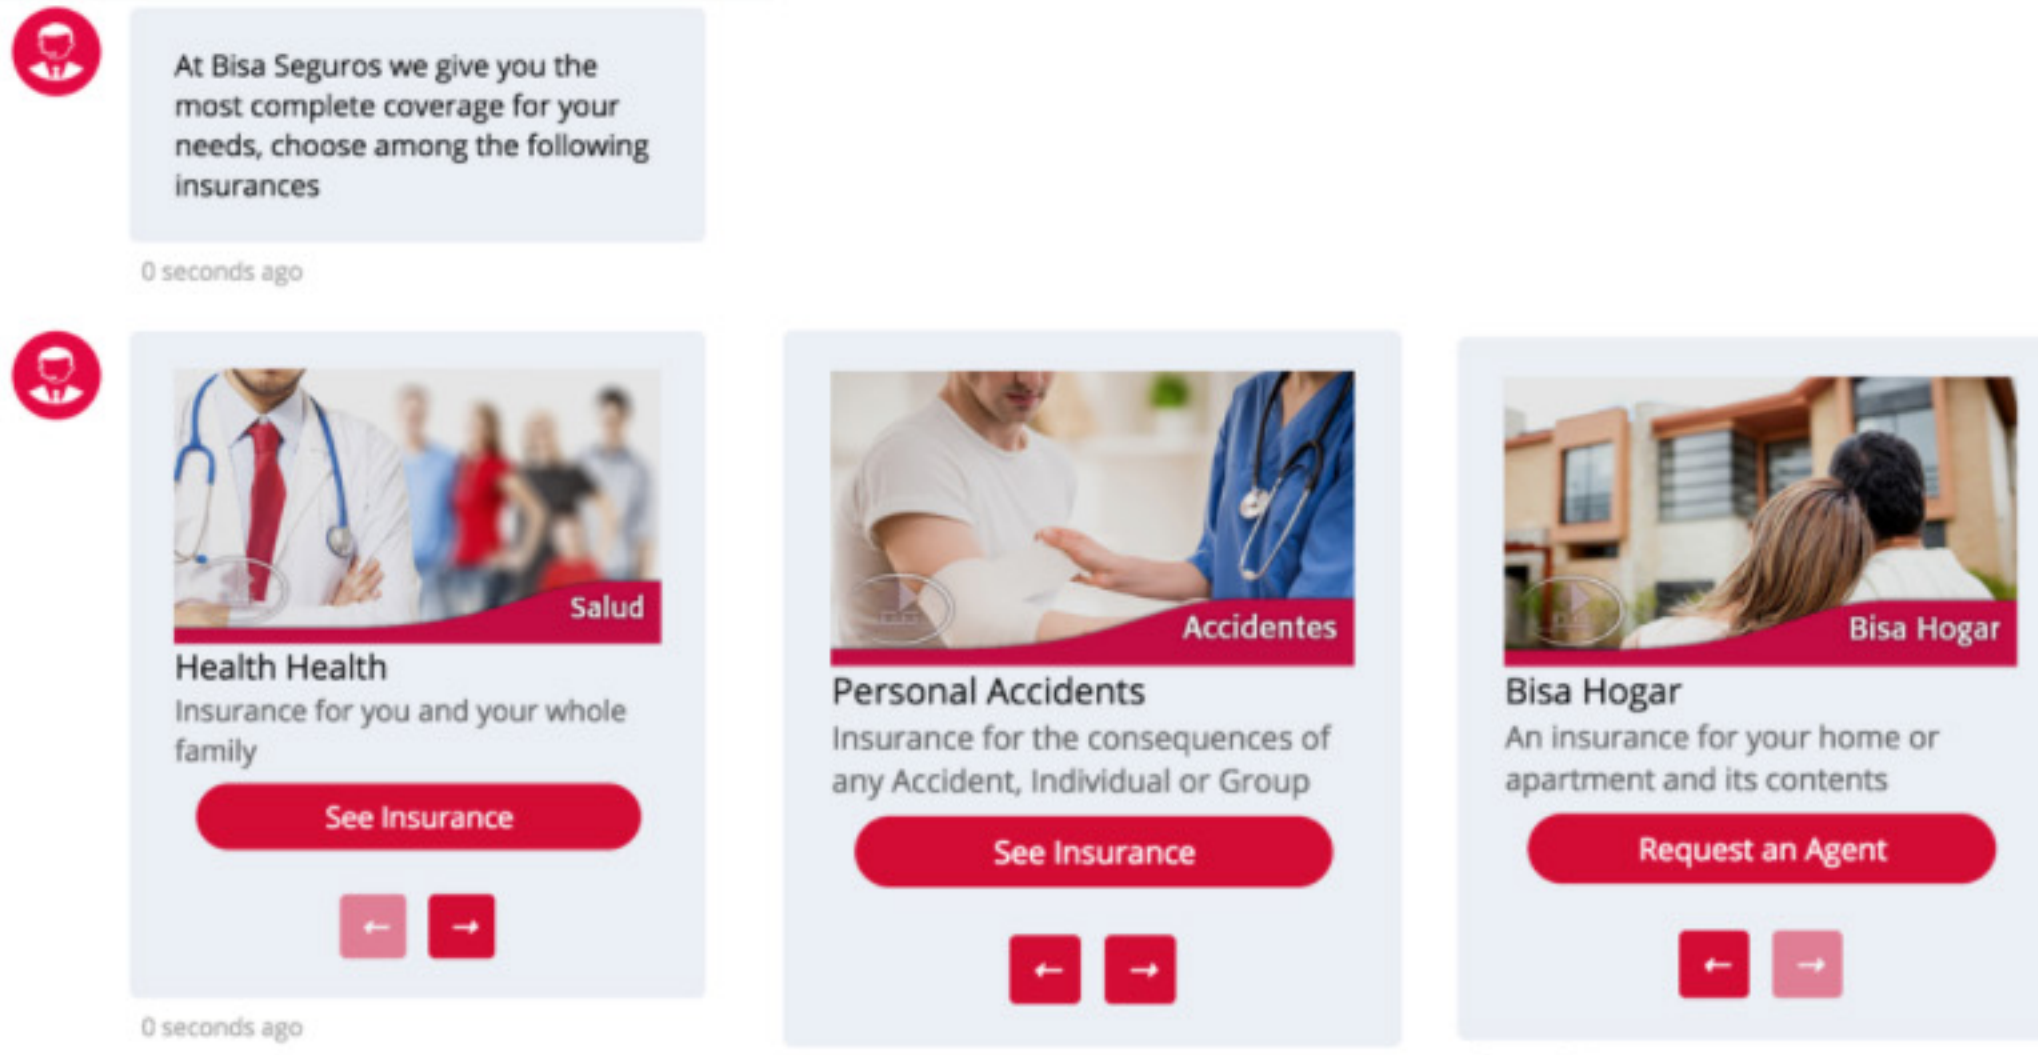 At Bisa Seguros we give you the
most complete coverage for your
needs, choose among the following
insurances
0 seconds ago
Salud
Health Health
Insurance for you and your whole
family
See Insurance
← →
0 seconds ago
Accidentes
Personal Accidents
Insurance for the consequences of
any Accident, Individual or Group
See Insurance
← →
Bisa Hogar
Bisa Hogar
An insurance for your home or
apartment and its contents
Request an Agent
← →